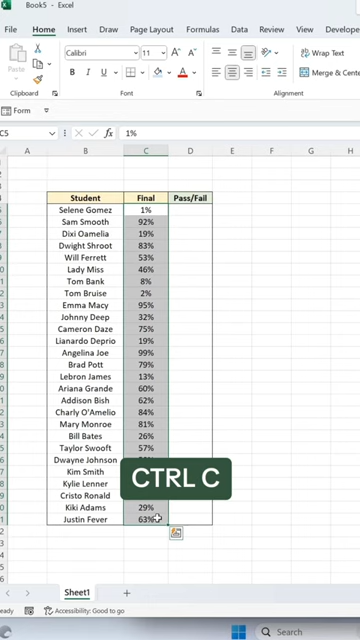 Book5 - Excel
File Home Insert Draw Page Layout Formulas Data Review View Develope
Paste
Calibri 11 A A
B I U A
Wrap Text
Merge & Cente
Clipboard Font Alignment
Form
C5 fx 1%
A B C D E F G H
Student Final Pass/Fail
Selene Gomez 1%
Sam Smooth 92%
Dixi Oamelia 19%
Dwight Shroot 83%
Will Ferrett 53%
Lady Miss 46%
Tom Bank 8%
Tom Bruise 2%
Emma Macy 95%
Johnny Deep 32%
Cameron Daze 75%
Lianardo Deprio 19%
Angelina Joe 99%
Brad Pott 79%
Lebron James 13%
Ariana Grande 60%
Addison Bish 62%
Charly O'Amelio 84%
Mary Monroe 81%
Bill Bates 26%
Taylor Swooft 57%
Dwayne Johnson
Kim Smith
Kylie Lenner
Cristo Ronald
CTRL C
Kiki Adams 29%
Justin Fever 63%
Sheet1
eady Accessibility: Good to go
Search